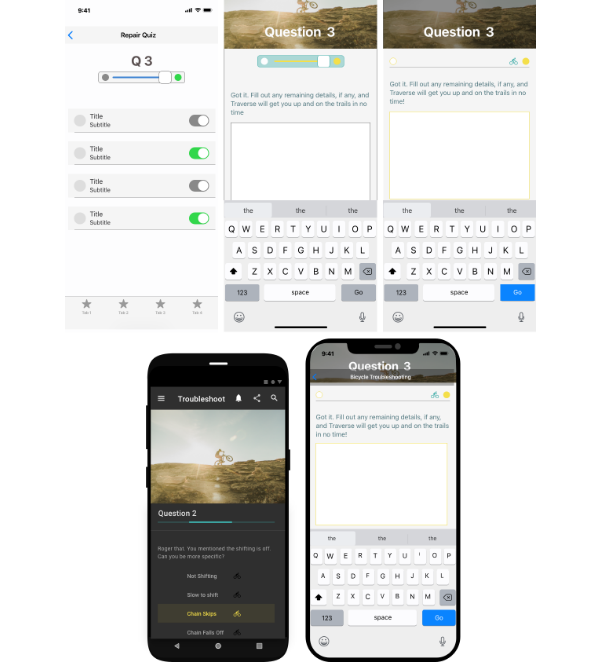 9:41
Repair Quiz
Q 3
Title
Subtitle
Title
Subtitle
Title
Subtitle
Title
Subtitle
Tab 1
Tab 2
Tab 3
Tab 4
Question 3
Got it. Fill out any remaining details, if any, and
Traverse will get you up and on the trails in no
time
the the the
Q W E R T Y U I O P
A S D F G H J K L
Z X C V B N M
123 space Go
Question 3
Got it. Fill out any remaining details, if any, and
Traverse will get you up and on the trails in no
time!
the the the
Q W E R T Y U I O P
A S D F G H J K L
Z X C V B N M
123 space Go
Troubleshoot
Question 2
Roger that. You mentioned the shifting is off.
Can you be more specific?
Not Shifting
Slow to shift
Chain Skips
Chain Falls Off
9:41
Question 3
Bicycle Troubleshooting
Got it. Fill out any remaining details, if any,
and Traverse will get you up and on the trails
in no time!
the the the
Q W E R T Y U I O P
A S D F G H J K L
Z X C V B N M
123 space Go